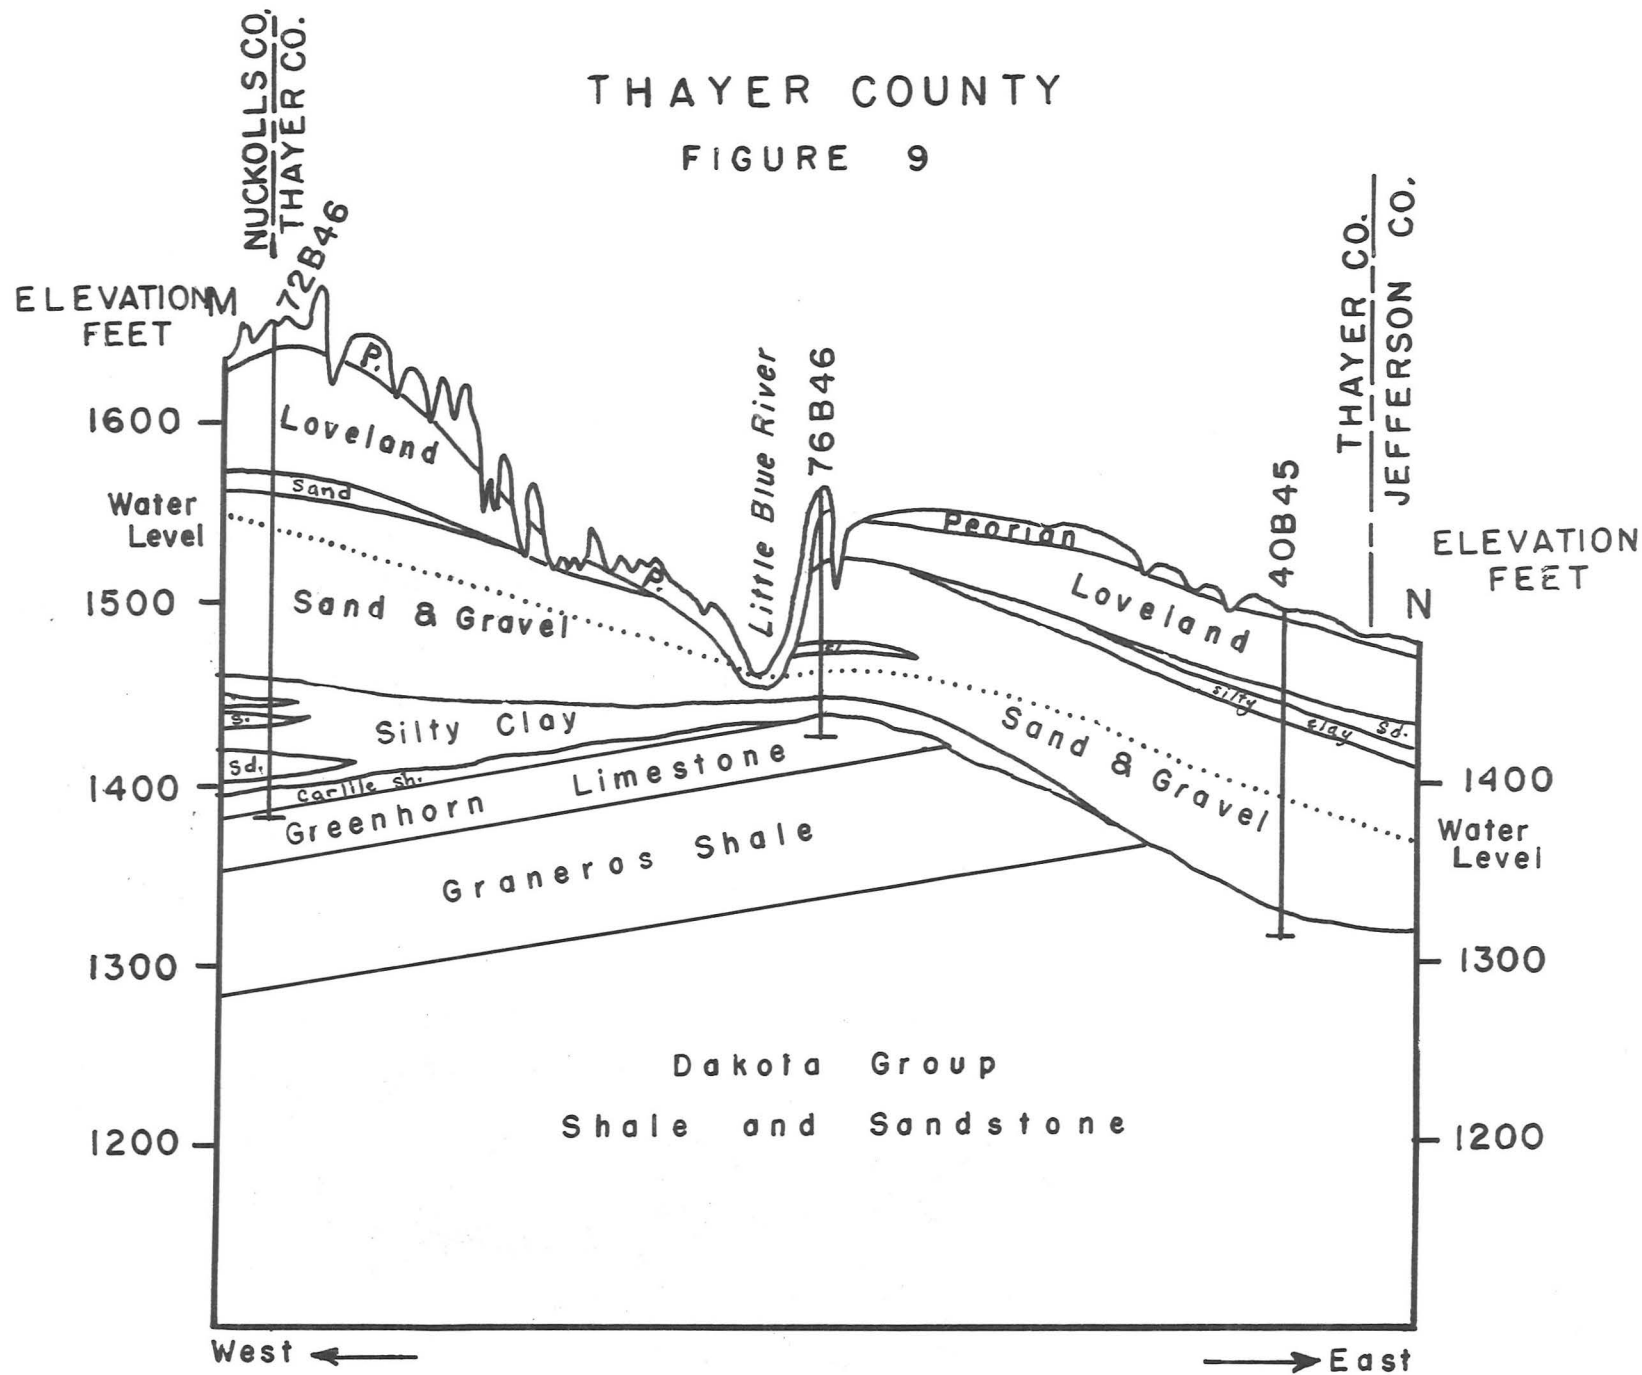 THAYER COUNTY
FIGURE 9
NUCKOLLS CO.
THAYER CO.
72B46
ELEVATION M
FEET
THAYER CO.
JEFFERSON CO.
Little Blue River
76B46
40B45
N
ELEVATION
FEET
P.
1600
Loveland
Sand
Water
Level
Peorian
P.
1500
Sand & Gravel
Loveland
Silty Clay
s.
Sd.
silty clay
Sd.
Sand & Gravel
1400
Carlile sh.
Greenhorn Limestone
Graneros Shale
1400
Water
Level
1300
1300
Dakota Group
Shale and Sandstone
1200
1200
West
East